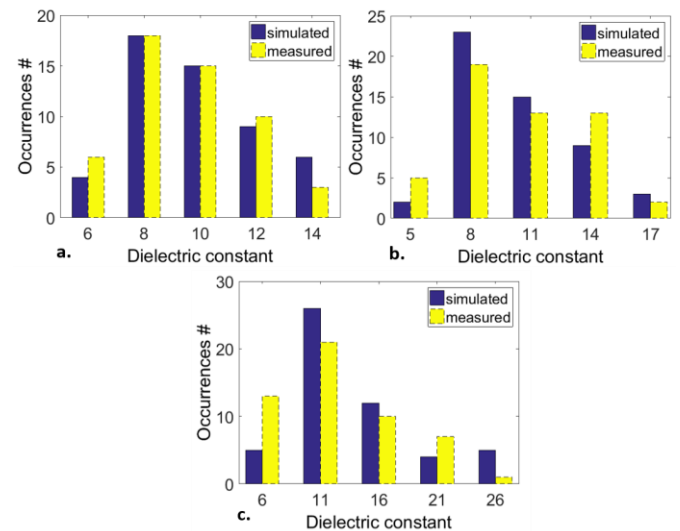 20
15
10
5
0
Occurrences #
simulated
measured
6 8 10 12 14
Dielectric constant
a.
25
20
15
10
5
0
Occurrences #
simulated
measured
5 8 11 14 17
Dielectric constant
b.
30
20
10
0
Occurrences #
simulated
measured
6 11 16 21 26
Dielectric constant
c.